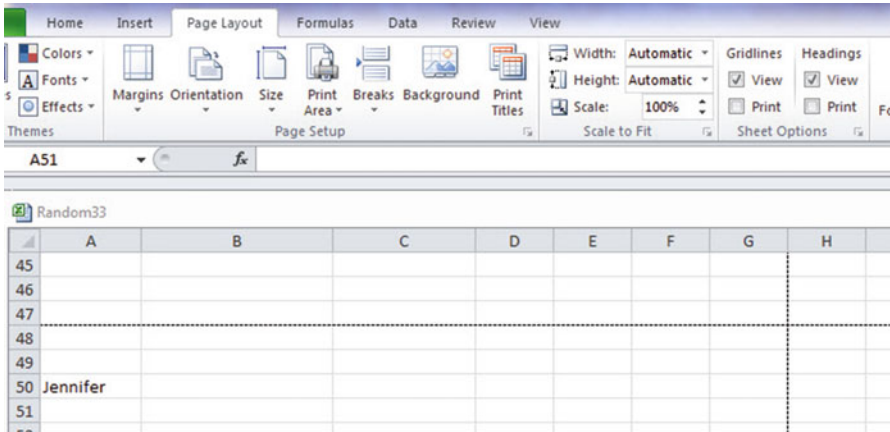 Home Insert Page Layout Formulas Data Review View
Colors Width: Automatic Gridlines Headings
A Fonts Height: Automatic View View
Effects Margins Orientation Size Print Area Breaks Background Print Titles Scale: 100% Print Print
Themes Page Setup Scale to Fit Sheet Options
A51 fx
Random33
A B C D E F G H
45
46
47
48
49
50 Jennifer
51